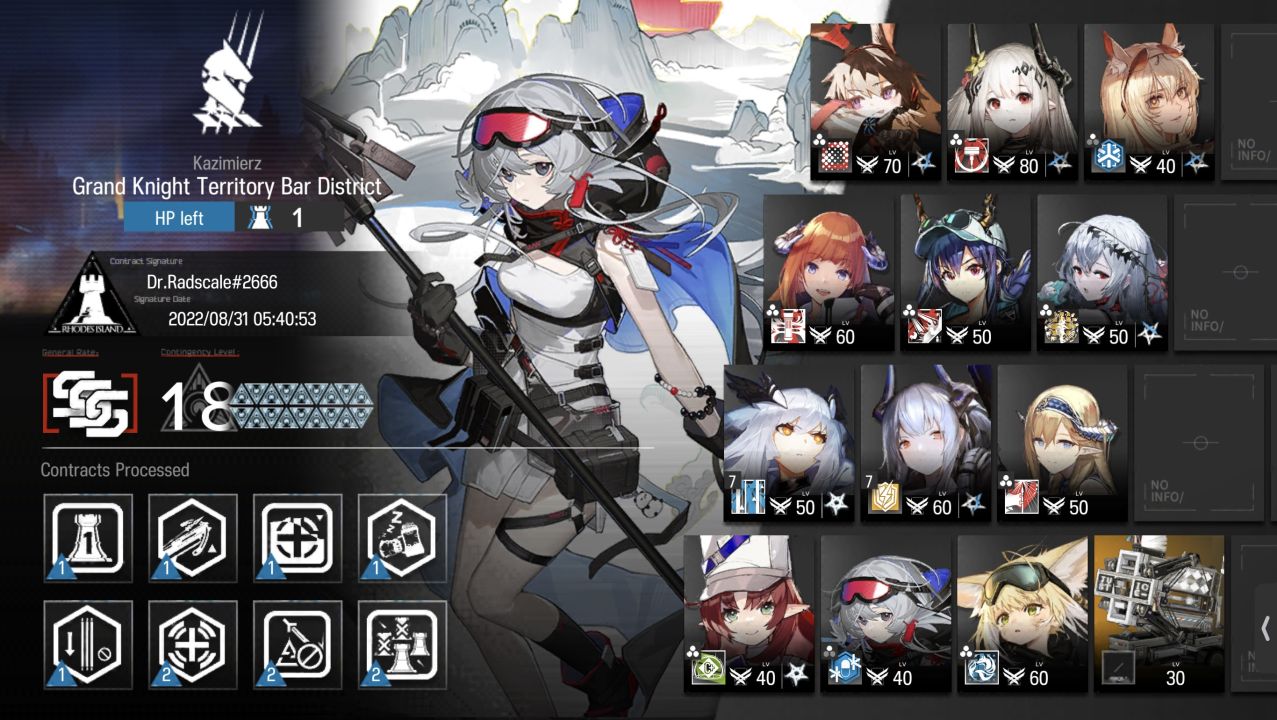 Kazimierz
Grand Knight Territory Bar District
HP left 1
Contract Signature
Dr.Radscale#2666
Signature Date
2022/08/31 05:40:53
RHODES ISLAND
General Rate:
Contingency Level:
SSS
18
Contracts Processed
1
1
1
1
1
1
2
2
2
LV 70
LV 80
LV 40
NO INFO/
LV 60
LV 50
LV 50
NO INFO/
7
LV 50
7
LV 60
LV 50
NO INFO/
LV 40
LV 40
LV 60
LV 30